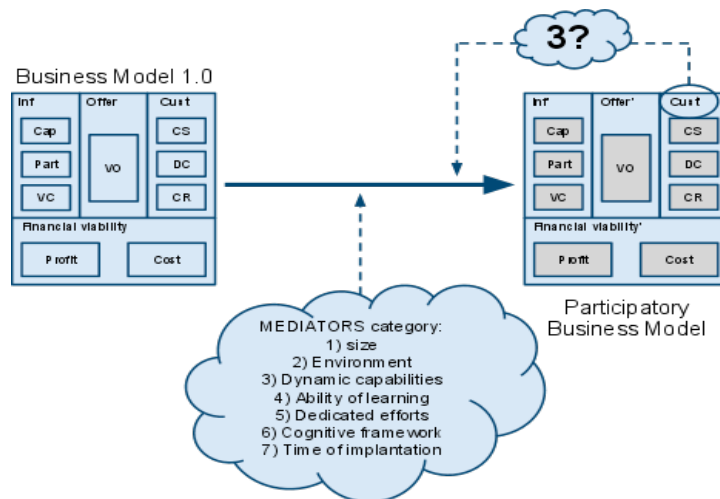 3?
Business Model 1.0
Inf Offer Cust
Cap CS
Part VO DC
VC CR
Financial viability
Profit Cost
Inf Offer' Cust
Cap CS
Part VO DC
VC CR
Financial viability'
Profit Cost
Participatory
Business Model
MEDIATORS category:
1) size
2) Environment
3) Dynamic capabilities
4) Ability of learning
5) Dedicated efforts
6) Cognitive framework
7) Time of implantation